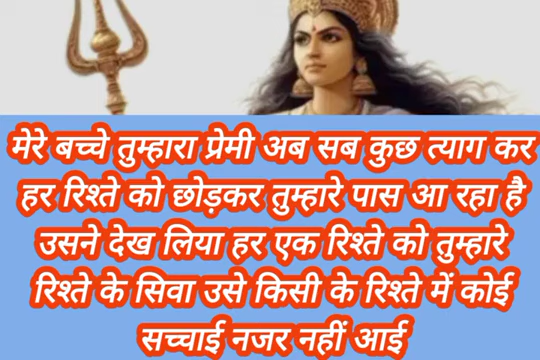 मेरे बच्चे तुम्हारा प्रेमी अब सब कुछ त्याग कर
हर रिश्ते को छोड़कर तुम्हारे पास आ रहा है
उसने देख लिया हर एक रिश्ते को तुम्हारे
रिश्ते के सिवा उसे किसी के रिश्ते में कोई
सच्चाई नजर नहीं आई